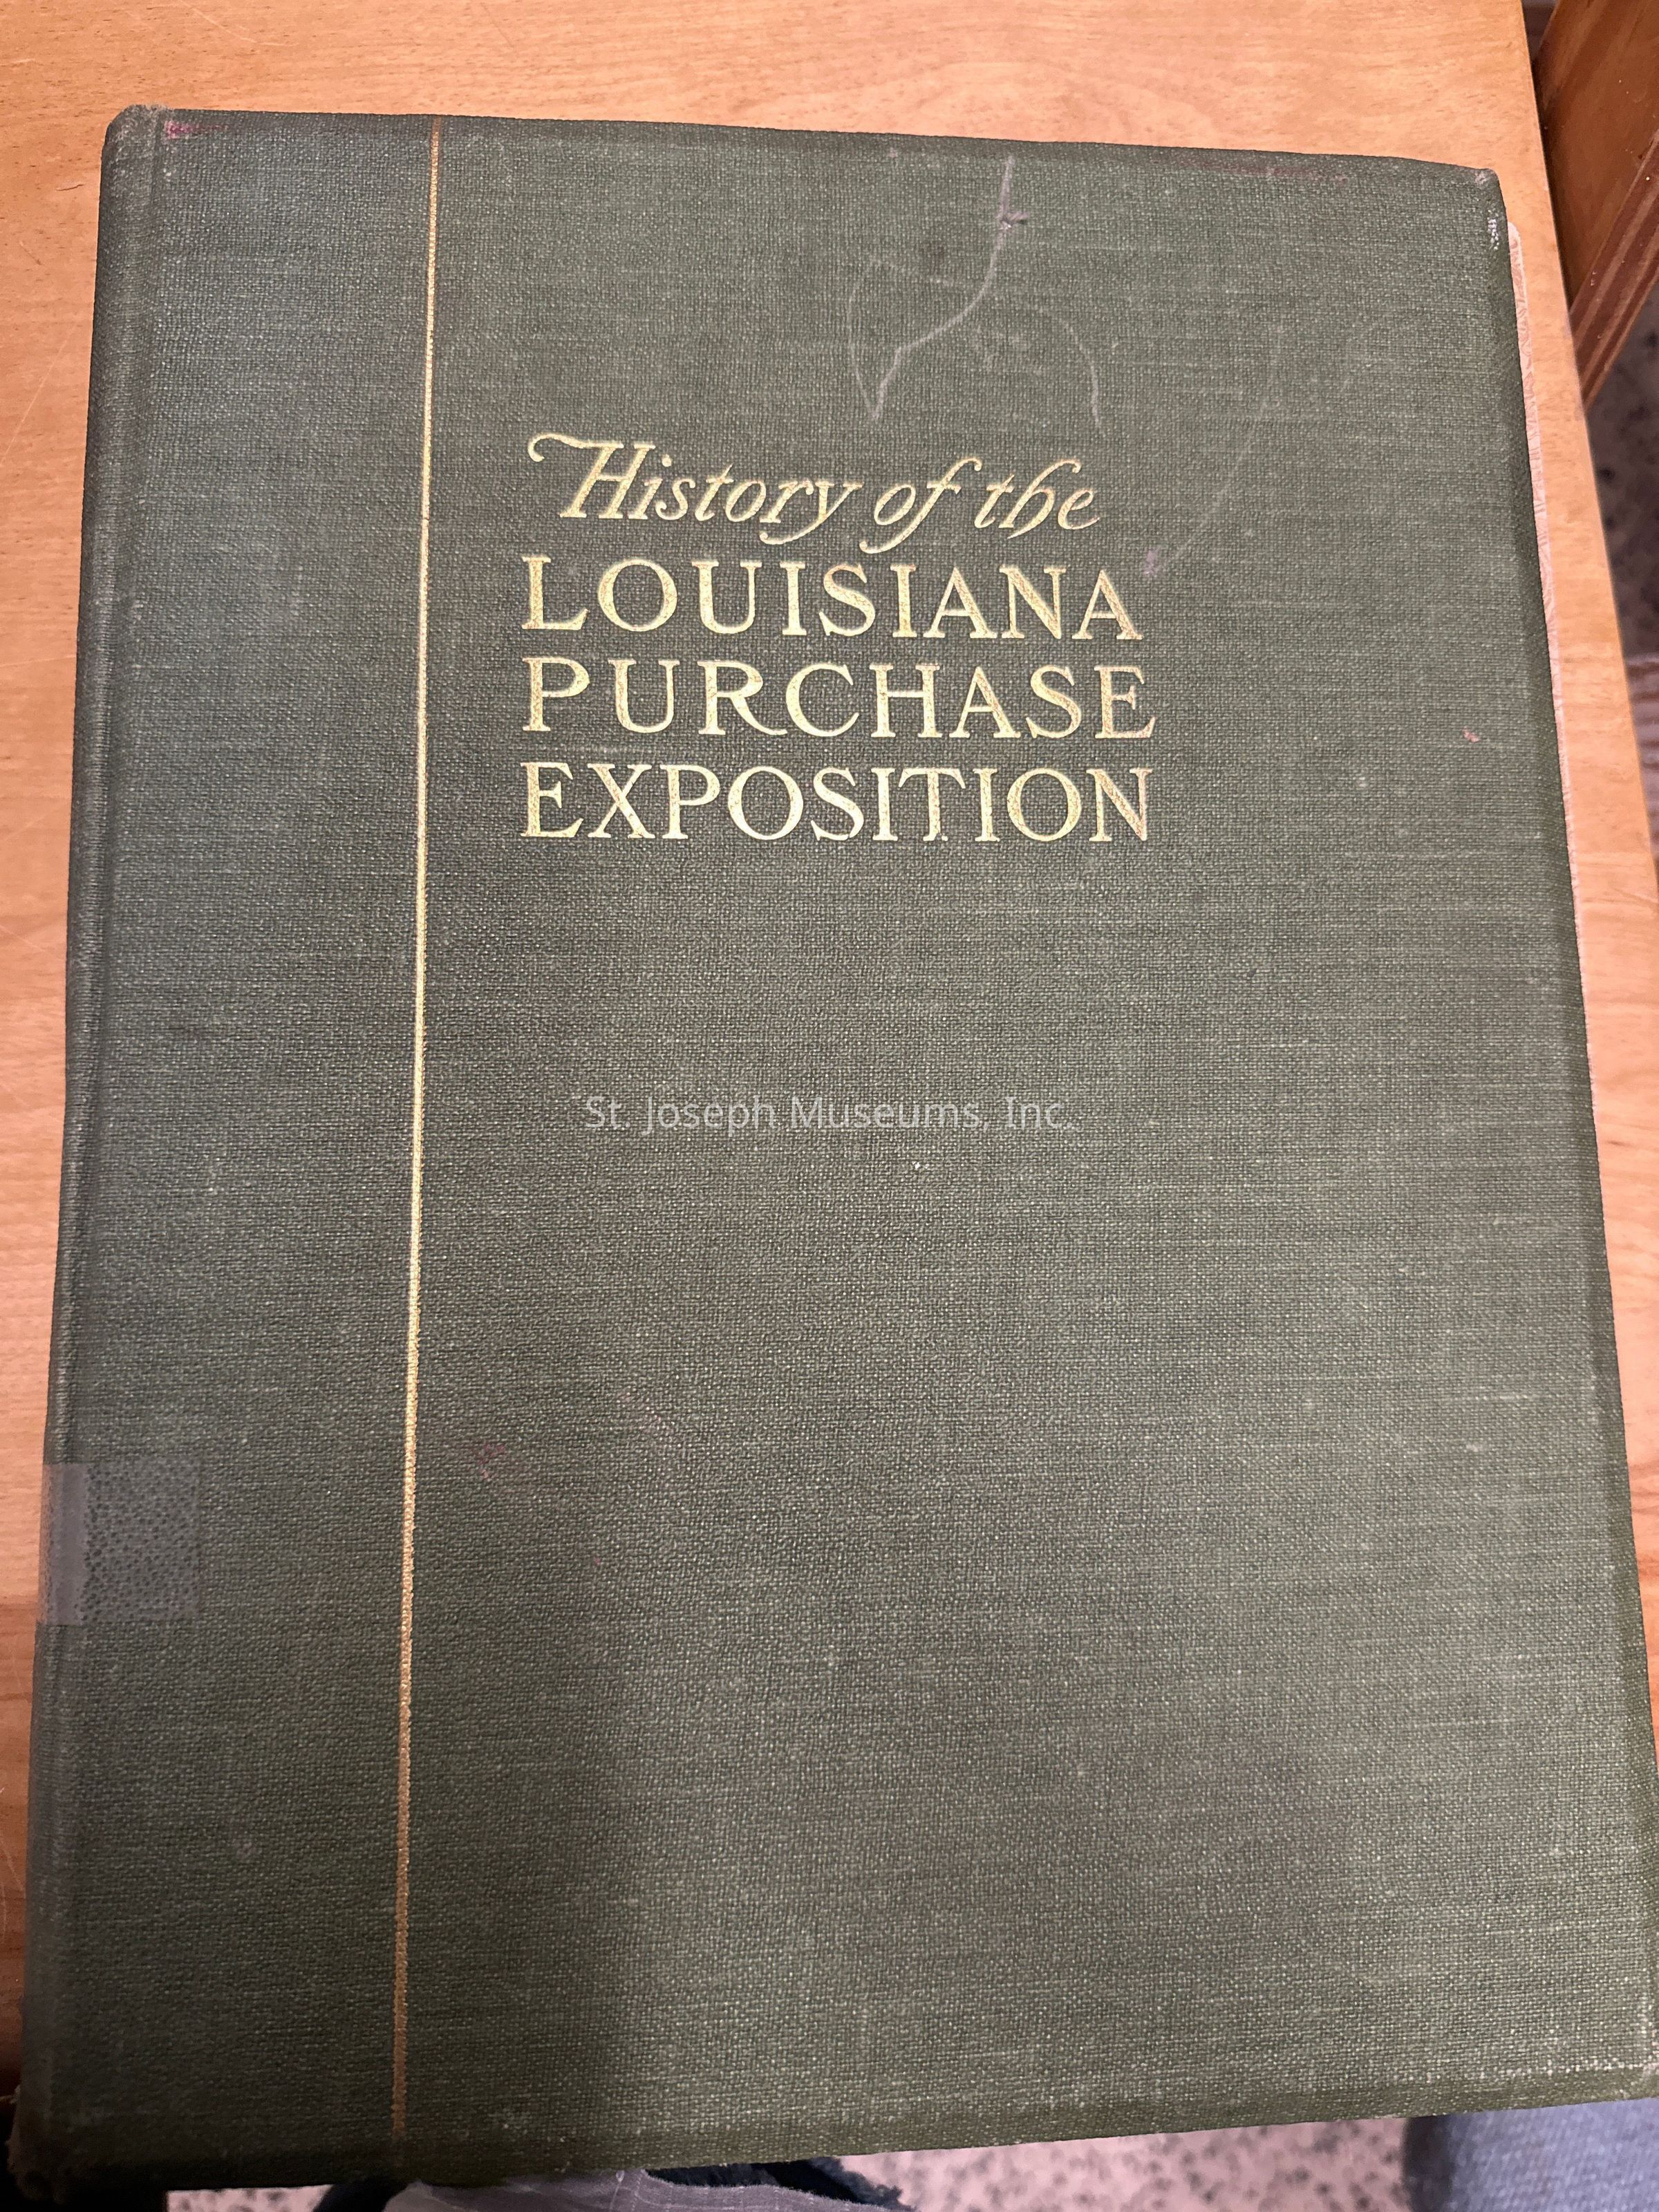 History of the
LOUISIANA
PURCHASE
EXPOSITION
St. Joseph Museums, Inc.